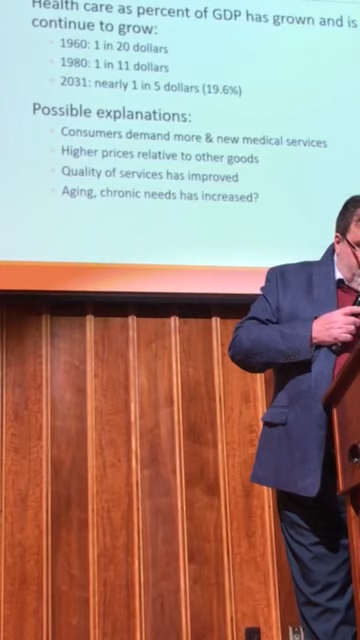 Health care as percent of GDP has grown and is
continue to grow:
1960: 1 in 20 dollars
1980: 1 in 11 dollars
2031: nearly 1 in 5 dollars (19.6%)
Possible explanations:
Consumers demand more & new medical services
Higher prices relative to other goods
Quality of services has improved
Aging, chronic needs has increased?